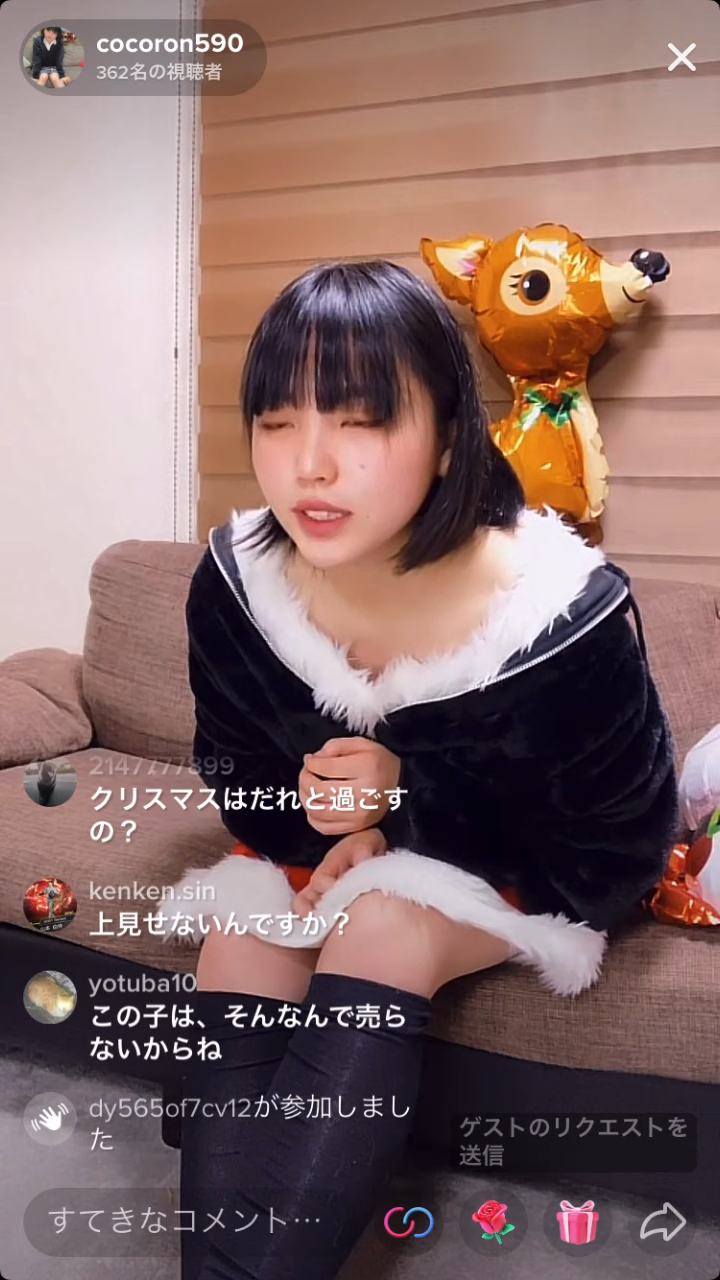 cocoron590
362名の視聴者
2147777899
クリスマスはだれと過ごす
の？
kenken.sin
上見せないんですか？
yotuba10
この子は、そんなんで売ら
ないからね
dy565of7cv12が参加しまし
た
ゲストのリクエストを
送信
すてきなコメント…